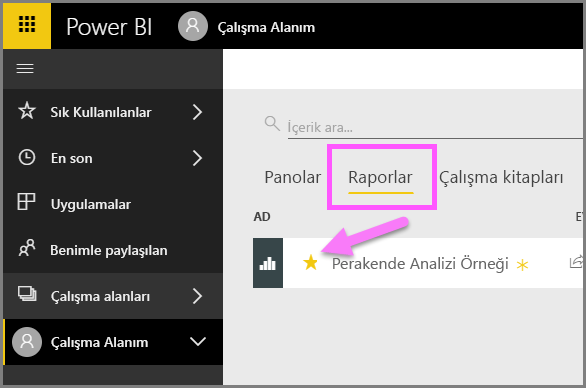 Power BI
Çalışma Alanım
Sık Kullanılanlar
En son
Uygulamalar
Benimle paylaşılan
Çalışma alanları
Çalışma Alanım
İçerik ara...
Panolar Raporlar Çalışma kitapları
AD
Perakende Analizi Örneği